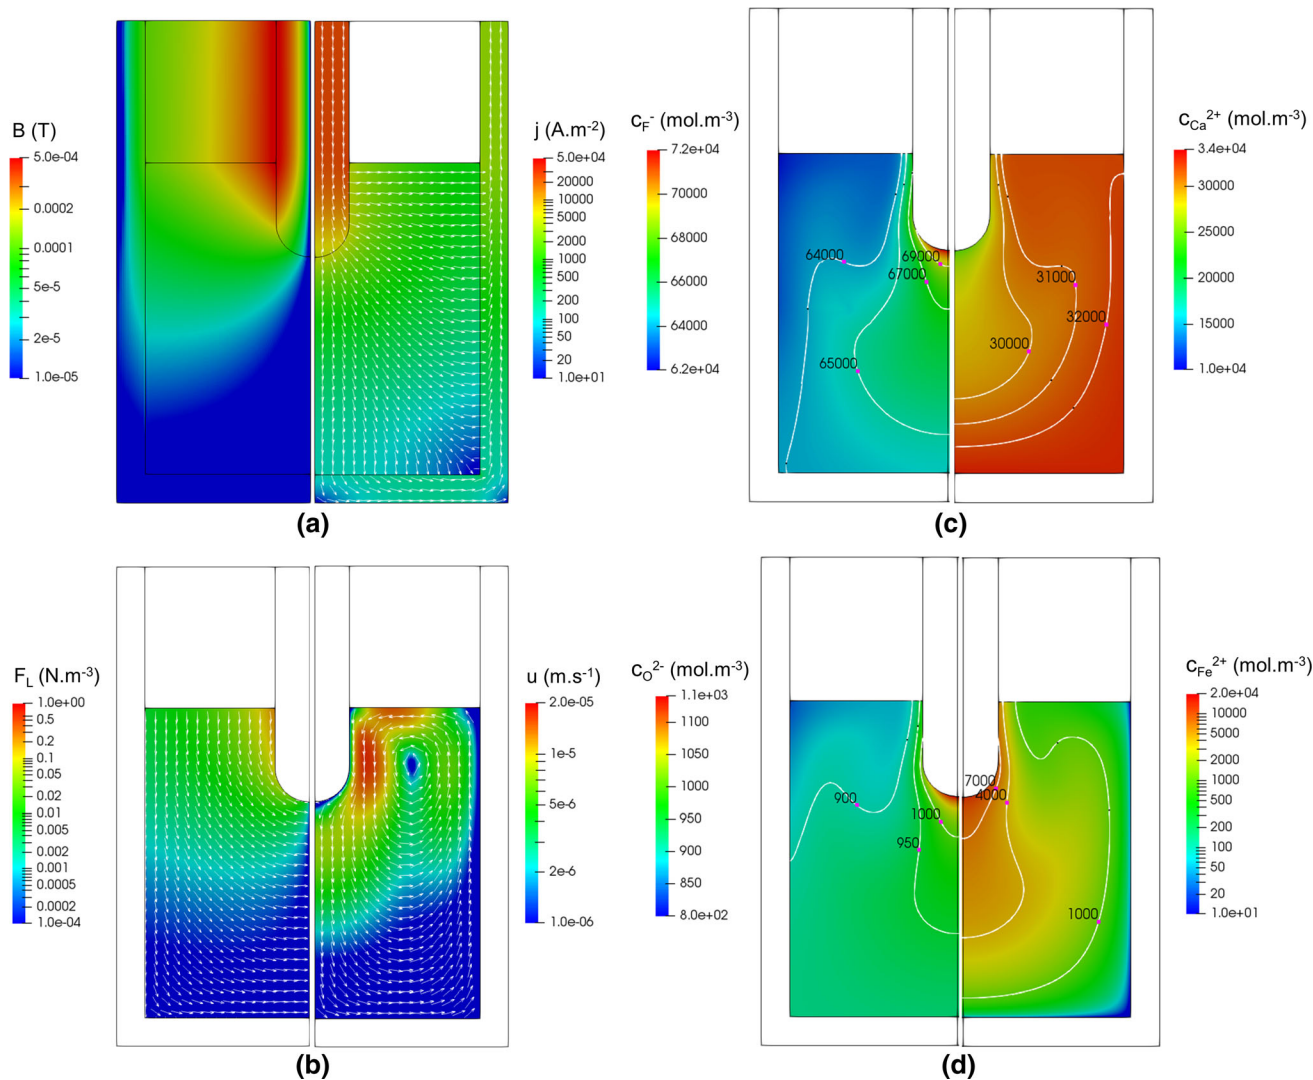 B (T)
5.0e-04
0.0002
0.0001
5e-5
2e-5
1.0e-05
j (A.m-2)
5.0e+04
20000
10000
5000
2000
1000
500
200
100
50
20
1.0e+01
(a)
cF- (mol.m-3)
7.2e+04
70000
68000
66000
64000
6.2e+04
64000
69000
67000
65000
31000
32000
30000
cCa2+ (mol.m-3)
3.4e+04
30000
25000
20000
15000
1.0e+04
(c)
FL (N.m-3)
1.0e+00
0.5
0.2
0.1
0.05
0.02
0.01
0.005
0.002
0.001
0.0005
0.0002
1.0e-04
u (m.s-1)
2.0e-05
1e-5
5e-6
2e-6
1.0e-06
(b)
cO2- (mol.m-3)
1.1e+03
1100
1050
1000
950
900
850
8.0e+02
900
1000
950
7000
4000
1000
cFe2+ (mol.m-3)
2.0e+04
10000
5000
2000
1000
500
200
100
50
20
1.0e+01
(d)